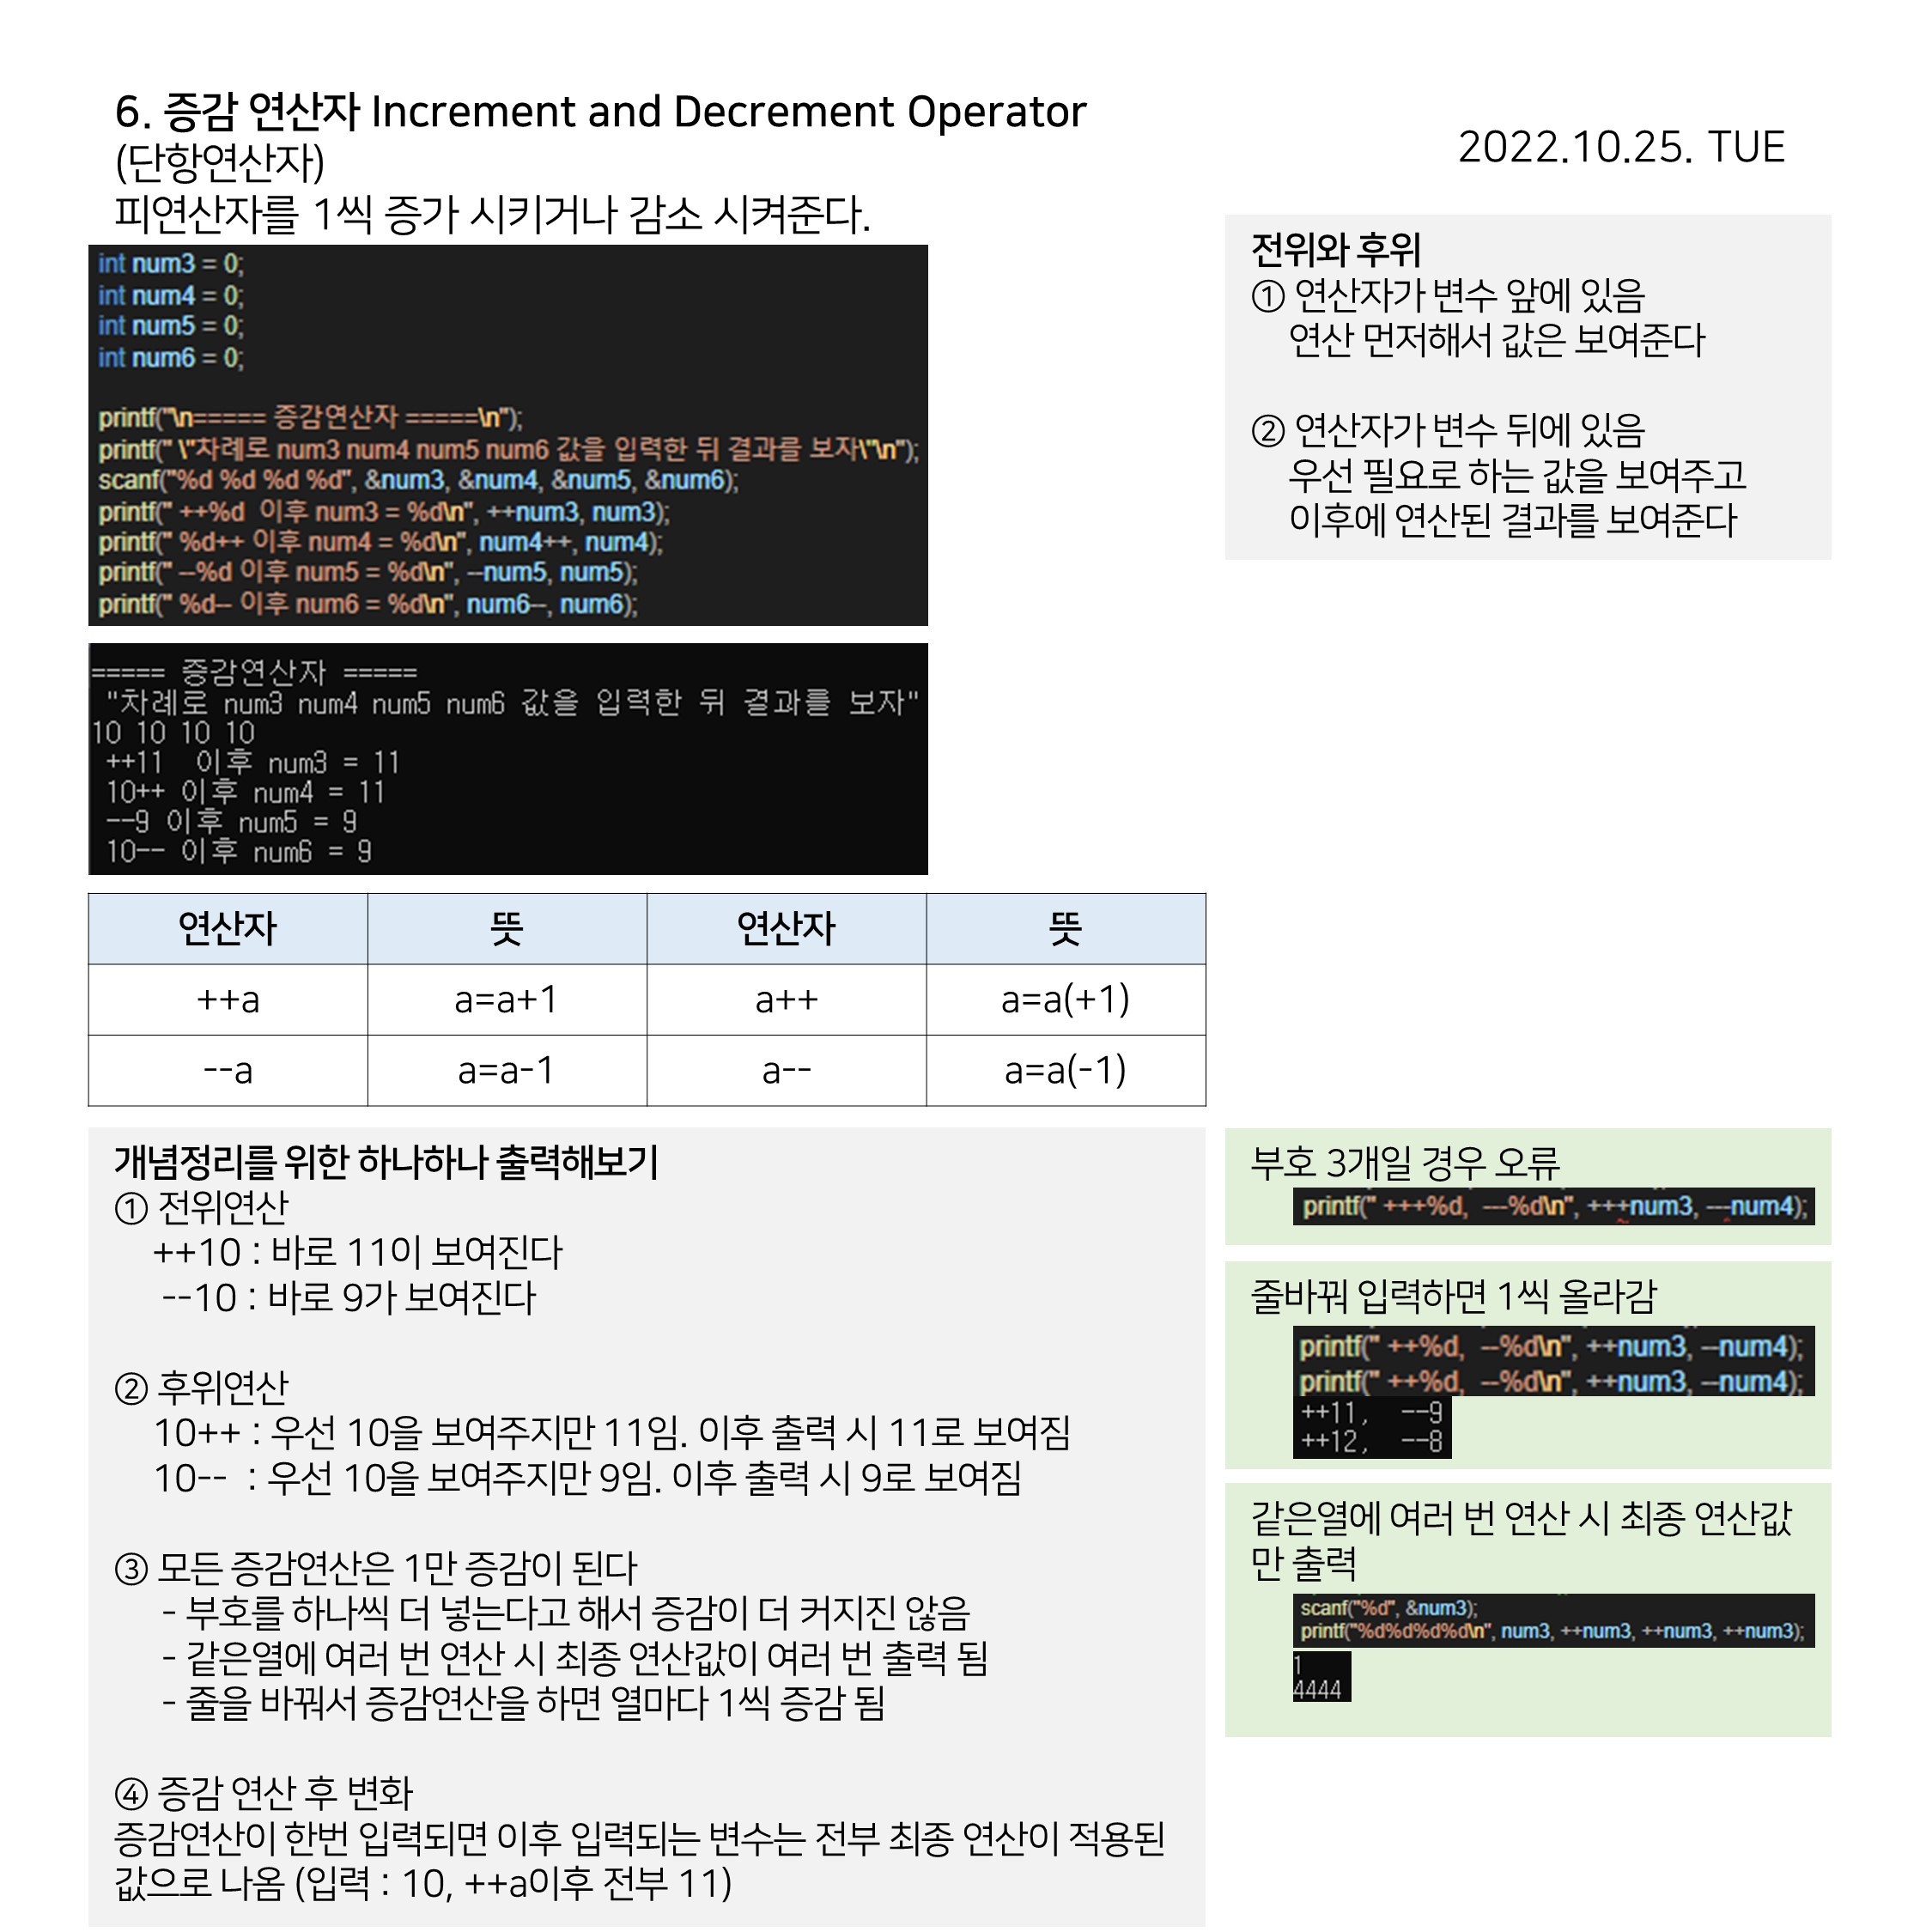 6. 증감 연산자 Increment and Decrement Operator
(단항연산자)
피연산자를 1씩 증가 시키거나 감소 시켜준다.
2022.10.25. TUE
int num3 = 0;
int num4 = 0;
int num5 = 0;
int num6 = 0;
printf("\n===== 증감연산자 =====\n");
printf(" \"차례로 num3 num4 num5 num6 값을 입력한 뒤 결과를 보자\"\n");
scanf("%d %d %d %d", &num3, &num4, &num5, &num6);
printf(" ++%d  이후 num3 = %d\n", ++num3, num3);
printf(" %d++ 이후 num4 = %d\n", num4++, num4);
printf(" --%d 이후 num5 = %d\n", --num5, num5);
printf(" %d-- 이후 num6 = %d\n", num6--, num6);
===== 증감연산자 =====
"차례로 num3 num4 num5 num6 값을 입력한 뒤 결과를 보자"
10 10 10 10
++11  이후 num3 = 11
10++ 이후 num4 = 11
--9 이후 num5 = 9
10-- 이후 num6 = 9
전위와 후위
① 연산자가 변수 앞에 있음
연산 먼저해서 값은 보여준다
② 연산자가 변수 뒤에 있음
우선 필요로 하는 값을 보여주고
이후에 연산된 결과를 보여준다
연산자 뜻 연산자 뜻
++a a=a+1 a++ a=a(+1)
--a a=a-1 a-- a=a(-1)
개념정리를 위한 하나하나 출력해보기
① 전위연산
++10 : 바로 11이 보여진다
--10 : 바로 9가 보여진다
② 후위연산
10++ : 우선 10을 보여주지만 11임. 이후 출력 시 11로 보여짐
10-- : 우선 10을 보여주지만 9임. 이후 출력 시 9로 보여짐
③ 모든 증감연산은 1만 증감이 된다
- 부호를 하나씩 더 넣는다고 해서 증감이 더 커지진 않음
- 같은열에 여러 번 연산 시 최종 연산값이 여러 번 출력 됨
- 줄을 바꿔서 증감연산을 하면 열마다 1씩 증감 됨
④ 증감 연산 후 변화
증감연산이 한번 입력되면 이후 입력되는 변수는 전부 최종 연산이 적용된
값으로 나옴 (입력 : 10, ++a이후 전부 11)
부호 3개일 경우 오류
printf(" +++%d,  ---%d\n", +++num3, ---num4);
줄바꿔 입력하면 1씩 올라감
printf(" ++%d,  --%d\n", ++num3, --num4);
printf(" ++%d,  --%d\n", ++num3, --num4);
++11,  --9
++12,  --8
같은열에 여러 번 연산 시 최종 연산값
만 출력
scanf("%d", &num3);
printf("%d%d%d%d\n", num3, ++num3, ++num3, ++num3);
1
4444